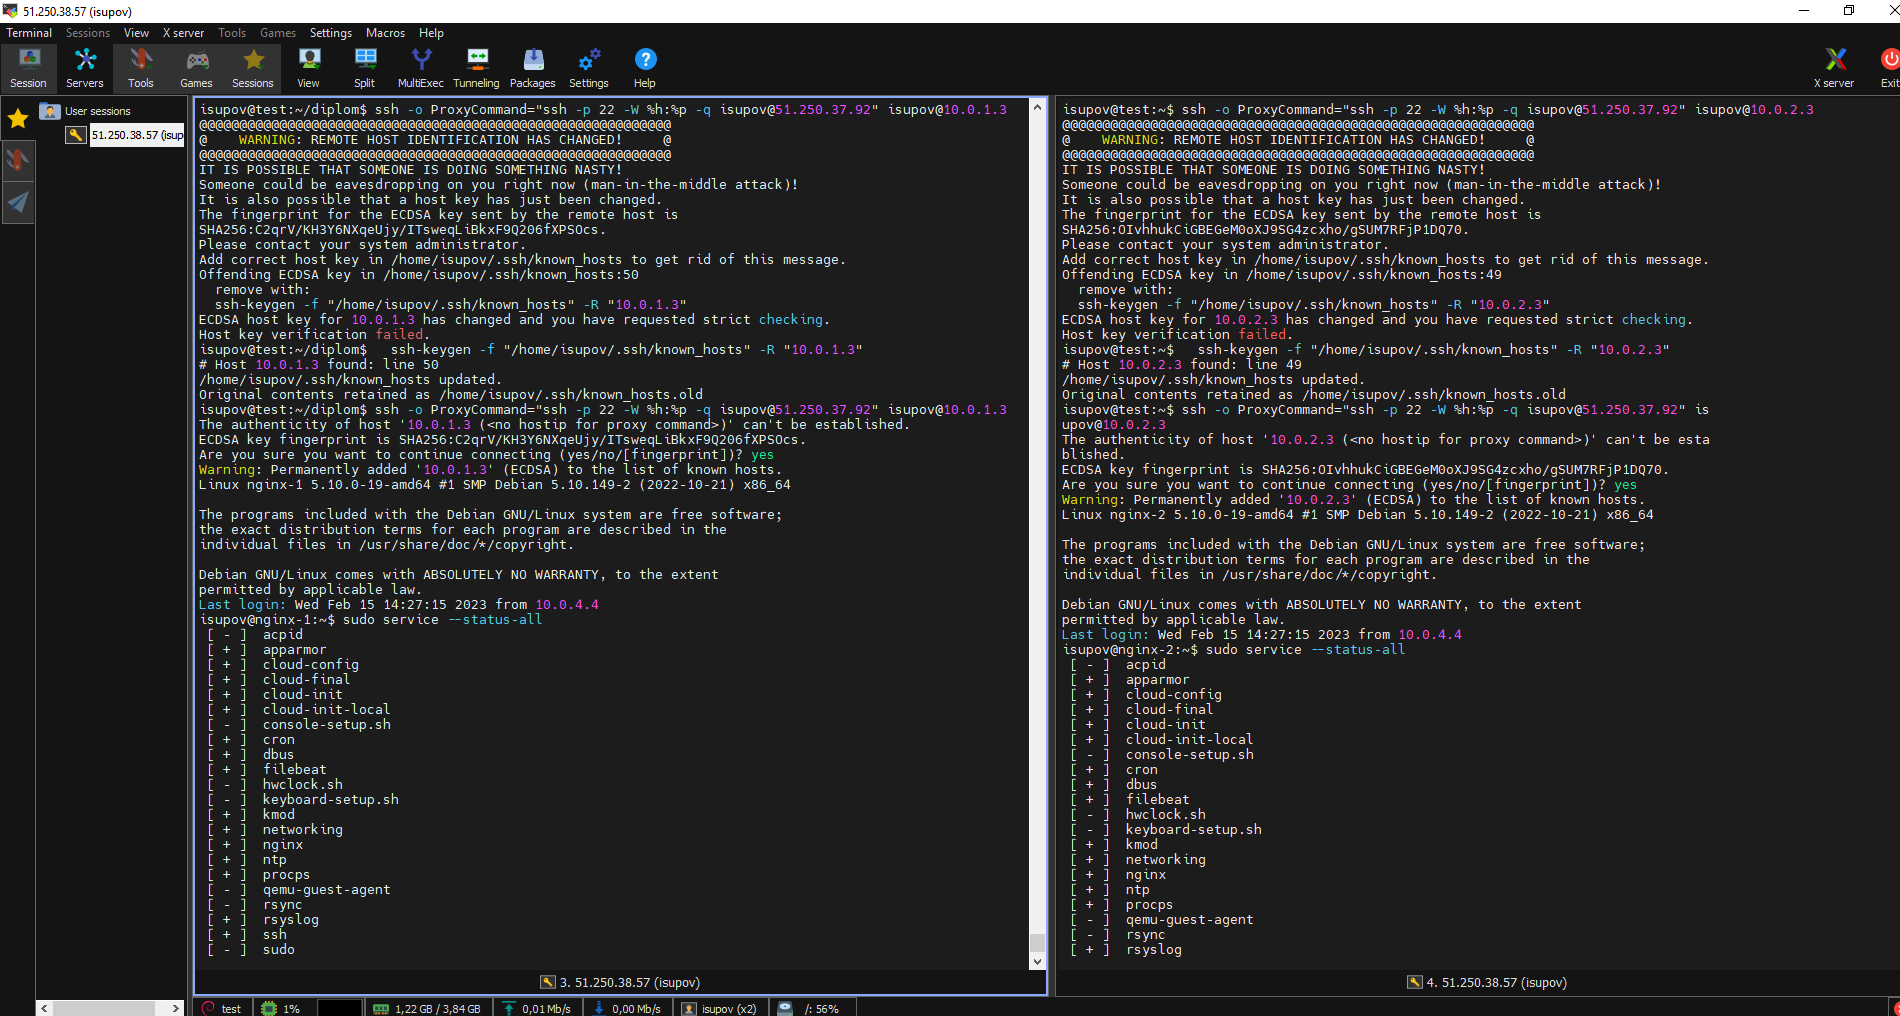 51.250.38.57 (isupov)
Terminal Sessions View X server Tools Games Settings Macros Help
Session Servers Tools Games Sessions View Split MultiExec Tunneling Packages Settings Help X server Exit
User sessions
51.250.38.57 (isup
isupov@test:~/diplom$ ssh -o ProxyCommand="ssh -p 22 -W %h:%p -q isupov@51.250.37.92" isupov@10.0.1.3
@@@@@@@@@@@@@@@@@@@@@@@@@@@@@@@@@@@@@@@@@@@@@@@@@@@@@@@@@@@
@    WARNING: REMOTE HOST IDENTIFICATION HAS CHANGED!     @
@@@@@@@@@@@@@@@@@@@@@@@@@@@@@@@@@@@@@@@@@@@@@@@@@@@@@@@@@@@
IT IS POSSIBLE THAT SOMEONE IS DOING SOMETHING NASTY!
Someone could be eavesdropping on you right now (man-in-the-middle attack)!
It is also possible that a host key has just been changed.
The fingerprint for the ECDSA key sent by the remote host is
SHA256:C2qrV/KH3Y6NXqeUjy/ITsweqLiBkxF9Q206fXPSOcs.
Please contact your system administrator.
Add correct host key in /home/isupov/.ssh/known_hosts to get rid of this message.
Offending ECDSA key in /home/isupov/.ssh/known_hosts:50
  remove with:
  ssh-keygen -f "/home/isupov/.ssh/known_hosts" -R "10.0.1.3"
ECDSA host key for 10.0.1.3 has changed and you have requested strict checking.
Host key verification failed.
isupov@test:~/diplom$   ssh-keygen -f "/home/isupov/.ssh/known_hosts" -R "10.0.1.3"
# Host 10.0.1.3 found: line 50
/home/isupov/.ssh/known_hosts updated.
Original contents retained as /home/isupov/.ssh/known_hosts.old
isupov@test:~/diplom$ ssh -o ProxyCommand="ssh -p 22 -W %h:%p -q isupov@51.250.37.92" isupov@10.0.1.3
The authenticity of host '10.0.1.3 (<no hostip for proxy command>)' can't be established.
ECDSA key fingerprint is SHA256:C2qrV/KH3Y6NXqeUjy/ITsweqLiBkxF9Q206fXPSOcs.
Are you sure you want to continue connecting (yes/no/[fingerprint])? yes
Warning: Permanently added '10.0.1.3' (ECDSA) to the list of known hosts.
Linux nginx-1 5.10.0-19-amd64 #1 SMP Debian 5.10.149-2 (2022-10-21) x86_64
The programs included with the Debian GNU/Linux system are free software;
the exact distribution terms for each program are described in the
individual files in /usr/share/doc/*/copyright.
Debian GNU/Linux comes with ABSOLUTELY NO WARRANTY, to the extent
permitted by applicable law.
Last login: Wed Feb 15 14:27:15 2023 from 10.0.4.4
isupov@nginx-1:~$ sudo service --status-all
[ - ]  acpid
[ + ]  apparmor
[ + ]  cloud-config
[ + ]  cloud-final
[ + ]  cloud-init
[ + ]  cloud-init-local
[ - ]  console-setup.sh
[ + ]  cron
[ + ]  dbus
[ + ]  filebeat
[ - ]  hwclock.sh
[ - ]  keyboard-setup.sh
[ + ]  kmod
[ + ]  networking
[ + ]  nginx
[ + ]  ntp
[ + ]  procps
[ - ]  qemu-guest-agent
[ - ]  rsync
[ + ]  rsyslog
[ + ]  ssh
[ - ]  sudo
3. 51.250.38.57 (isupov)
isupov@test:~$ ssh -o ProxyCommand="ssh -p 22 -W %h:%p -q isupov@51.250.37.92" isupov@10.0.2.3
@@@@@@@@@@@@@@@@@@@@@@@@@@@@@@@@@@@@@@@@@@@@@@@@@@@@@@@@@@@
@    WARNING: REMOTE HOST IDENTIFICATION HAS CHANGED!     @
@@@@@@@@@@@@@@@@@@@@@@@@@@@@@@@@@@@@@@@@@@@@@@@@@@@@@@@@@@@
IT IS POSSIBLE THAT SOMEONE IS DOING SOMETHING NASTY!
Someone could be eavesdropping on you right now (man-in-the-middle attack)!
It is also possible that a host key has just been changed.
The fingerprint for the ECDSA key sent by the remote host is
SHA256:OIvhhukCiGBEGeM0oXJ9SG4zcxho/gSUM7RFjP1DQ70.
Please contact your system administrator.
Add correct host key in /home/isupov/.ssh/known_hosts to get rid of this message.
Offending ECDSA key in /home/isupov/.ssh/known_hosts:49
  remove with:
  ssh-keygen -f "/home/isupov/.ssh/known_hosts" -R "10.0.2.3"
ECDSA host key for 10.0.2.3 has changed and you have requested strict checking.
Host key verification failed.
isupov@test:~$   ssh-keygen -f "/home/isupov/.ssh/known_hosts" -R "10.0.2.3"
# Host 10.0.2.3 found: line 49
/home/isupov/.ssh/known_hosts updated.
Original contents retained as /home/isupov/.ssh/known_hosts.old
isupov@test:~$ ssh -o ProxyCommand="ssh -p 22 -W %h:%p -q isupov@51.250.37.92" is
upov@10.0.2.3
The authenticity of host '10.0.2.3 (<no hostip for proxy command>)' can't be esta
blished.
ECDSA key fingerprint is SHA256:OIvhhukCiGBEGeM0oXJ9SG4zcxho/gSUM7RFjP1DQ70.
Are you sure you want to continue connecting (yes/no/[fingerprint])? yes
Warning: Permanently added '10.0.2.3' (ECDSA) to the list of known hosts.
Linux nginx-2 5.10.0-19-amd64 #1 SMP Debian 5.10.149-2 (2022-10-21) x86_64
The programs included with the Debian GNU/Linux system are free software;
the exact distribution terms for each program are described in the
individual files in /usr/share/doc/*/copyright.
Debian GNU/Linux comes with ABSOLUTELY NO WARRANTY, to the extent
permitted by applicable law.
Last login: Wed Feb 15 14:27:15 2023 from 10.0.4.4
isupov@nginx-2:~$ sudo service --status-all
[ - ]  acpid
[ + ]  apparmor
[ + ]  cloud-config
[ + ]  cloud-final
[ + ]  cloud-init
[ + ]  cloud-init-local
[ - ]  console-setup.sh
[ + ]  cron
[ + ]  dbus
[ + ]  filebeat
[ - ]  hwclock.sh
[ - ]  keyboard-setup.sh
[ + ]  kmod
[ + ]  networking
[ + ]  nginx
[ + ]  ntp
[ + ]  procps
[ - ]  qemu-guest-agent
[ - ]  rsync
[ + ]  rsyslog
4. 51.250.38.57 (isupov)
test 1% 1,22 GB / 3,84 GB 0,01 Mb/s 0,00 Mb/s isupov (x2) /: 56%